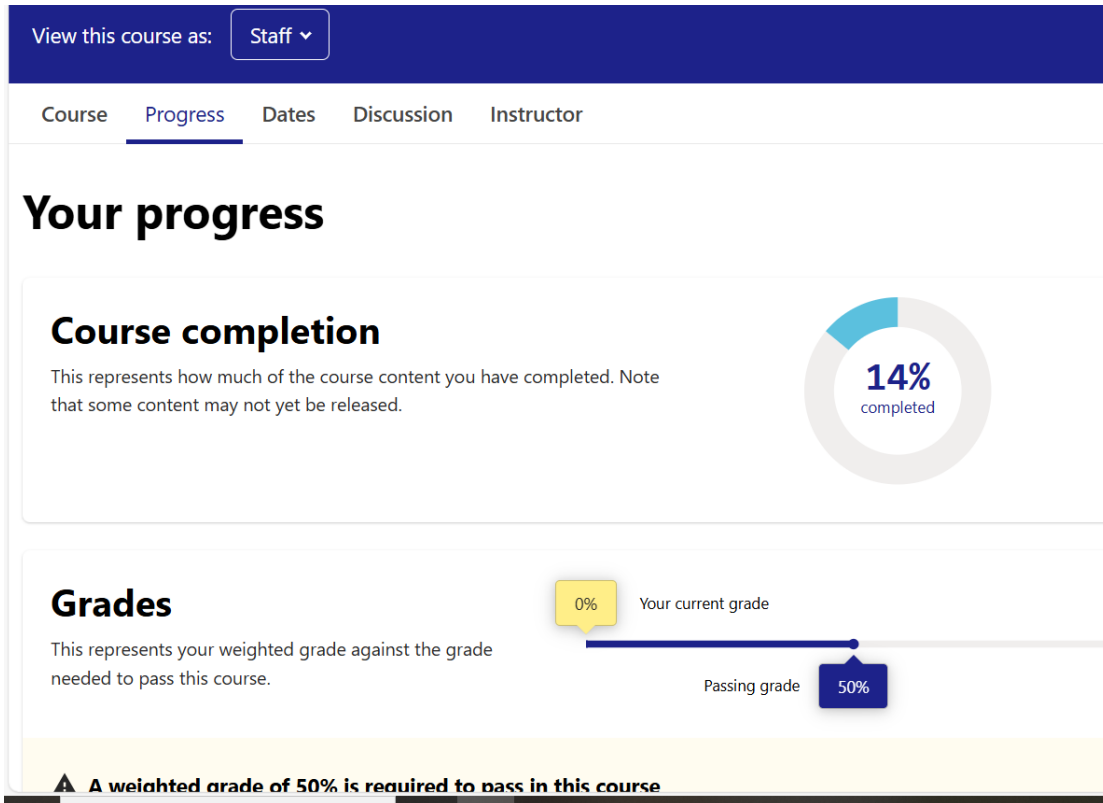 View this course as: Staff
Course Progress Dates Discussion Instructor
Your progress
Course completion
This represents how much of the course content you have completed. Note
that some content may not yet be released.
14%
completed
Grades
This represents your weighted grade against the grade
needed to pass this course.
0% Your current grade
Passing grade 50%
A weighted grade of 50% is required to pass in this course